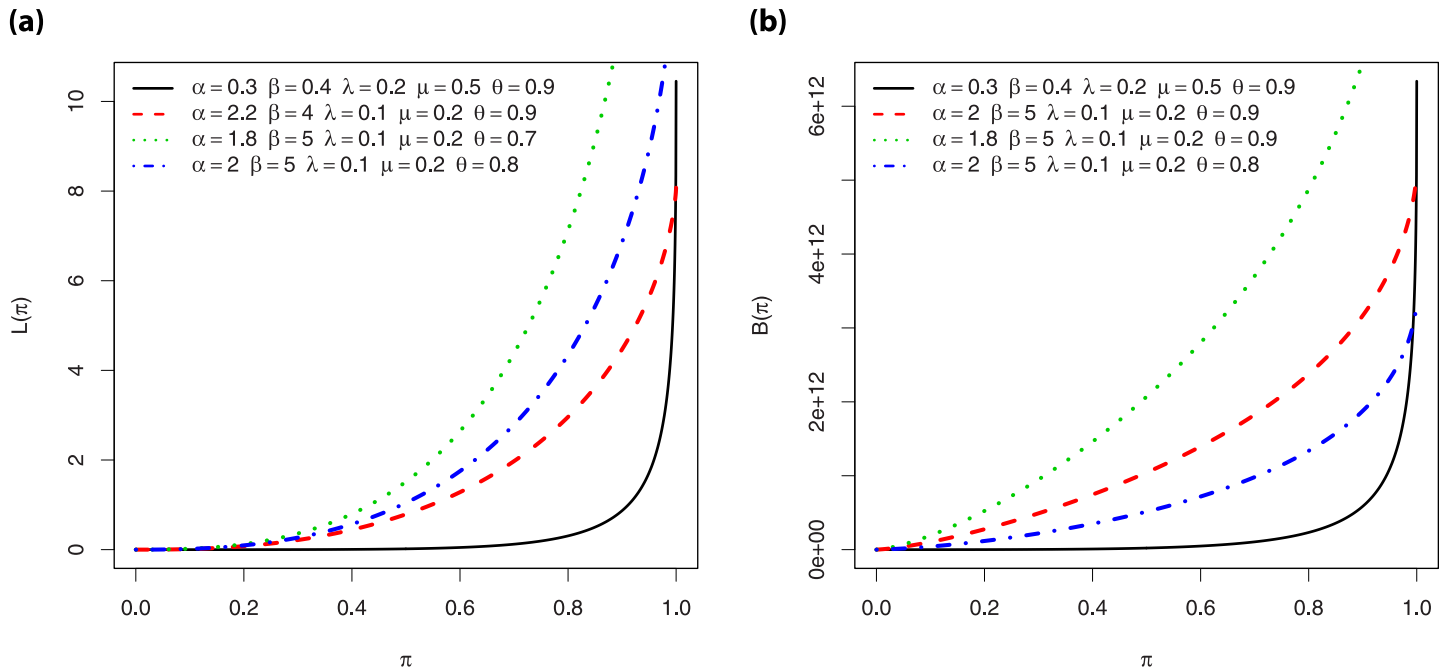 (a)
α=0.3 β=0.4 λ=0.2 μ=0.5 θ=0.9
α=2.2 β=4 λ=0.1 μ=0.2 θ=0.9
α=1.8 β=5 λ=0.1 μ=0.2 θ=0.7
α=2 β=5 λ=0.1 μ=0.2 θ=0.8
10
8
6
4
2
0
L(π)
0.0 0.2 0.4 0.6 0.8 1.0
π
(b)
α=0.3 β=0.4 λ=0.2 μ=0.5 θ=0.9
α=2 β=5 λ=0.1 μ=0.2 θ=0.9
α=1.8 β=5 λ=0.1 μ=0.2 θ=0.9
α=2 β=5 λ=0.1 μ=0.2 θ=0.8
6e+12
4e+12
2e+12
0e+00
B(π)
0.0 0.2 0.4 0.6 0.8 1.0
π